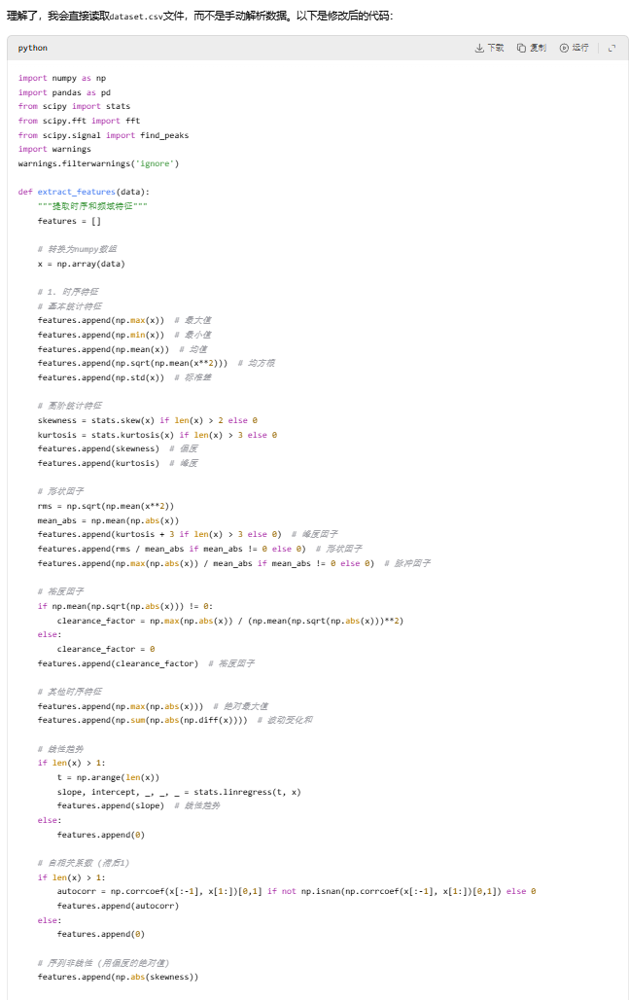 理解了，我会直接读取dataset.csv文件，而不是手动解析数据。以下是修改后的代码：
python
下载 复制 运行
import numpy as np
import pandas as pd
from scipy import stats
from scipy.fft import fft
from scipy.signal import find_peaks
import warnings
warnings.filterwarnings('ignore')
def extract_features(data):
    """提取时序和频域特征"""
    features = []
    # 转换为numpy数组
    x = np.array(data)
    # 1. 时序特征
    # 基本统计特征
    features.append(np.max(x))  # 最大值
    features.append(np.min(x))  # 最小值
    features.append(np.mean(x))  # 均值
    features.append(np.sqrt(np.mean(x**2)))  # 均方根
    features.append(np.std(x))  # 标准差
    # 高阶统计特征
    skewness = stats.skew(x) if len(x) > 2 else 0
    kurtosis = stats.kurtosis(x) if len(x) > 3 else 0
    features.append(skewness)  # 偏度
    features.append(kurtosis)  # 峰度
    # 形状因子
    rms = np.sqrt(np.mean(x**2))
    mean_abs = np.mean(np.abs(x))
    features.append(kurtosis + 3 if len(x) > 3 else 0)  # 峰度因子
    features.append(rms / mean_abs if mean_abs != 0 else 0)  # 形状因子
    features.append(np.max(np.abs(x)) / mean_abs if mean_abs != 0 else 0)  # 脉冲因子
    # 裕度因子
    if np.mean(np.sqrt(np.abs(x))) != 0:
        clearance_factor = np.max(np.abs(x)) / (np.mean(np.sqrt(np.abs(x)))**2)
    else:
        clearance_factor = 0
    features.append(clearance_factor)  # 裕度因子
    # 其他时序特征
    features.append(np.max(np.abs(x)))  # 绝对最大值
    features.append(np.sum(np.abs(np.diff(x))))  # 波动变化和
    # 线性趋势
    if len(x) > 1:
        t = np.arange(len(x))
        slope, intercept, _, _, _ = stats.linregress(t, x)
        features.append(slope)  # 线性趋势
    else:
        features.append(0)
    # 自相关系数 (滞后1)
    if len(x) > 1:
        autocorr = np.corrcoef(x[:-1], x[1:])[0,1] if not np.isnan(np.corrcoef(x[:-1], x[1:])[0,1]) else 0
        features.append(autocorr)
    else:
        features.append(0)
    # 序列非线性 (用偏度的绝对值)
    features.append(np.abs(skewness))